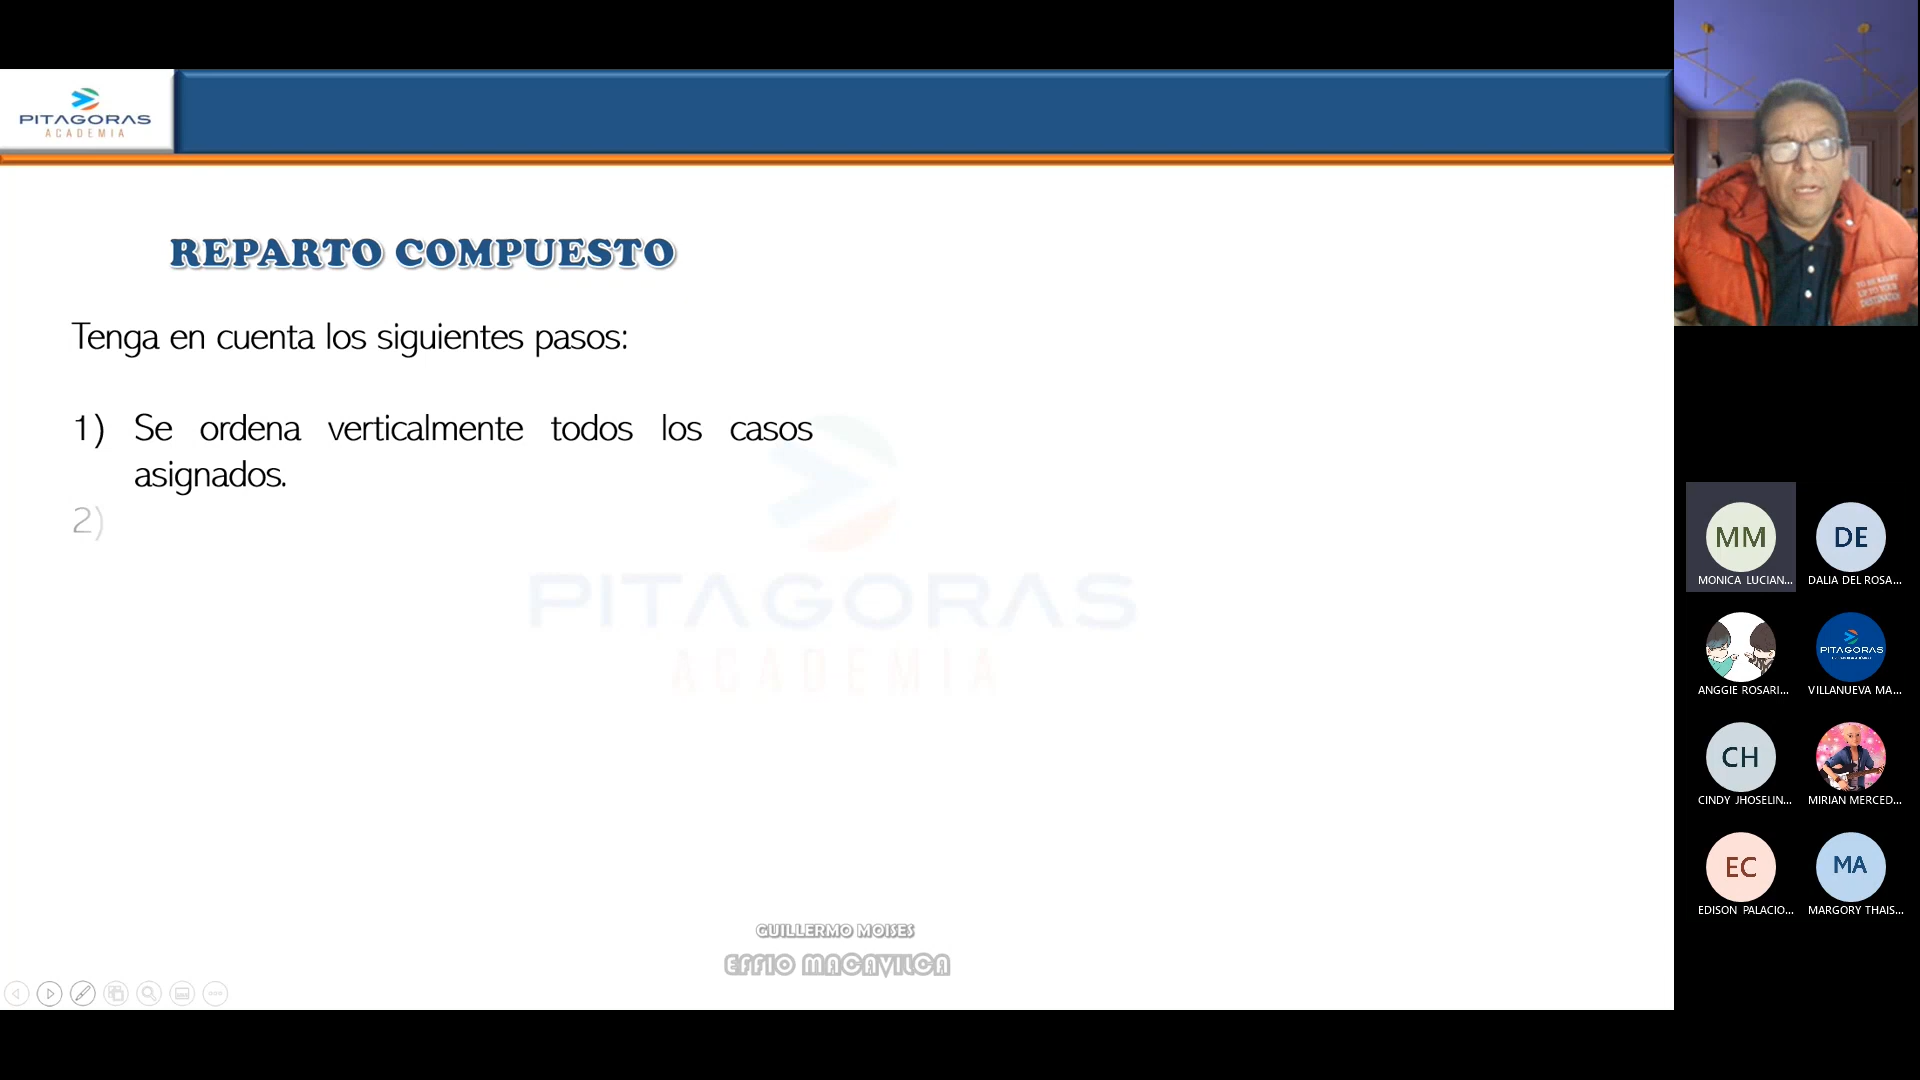 PITAGORAS
ACADEMIA
REPARTO COMPUESTO
Tenga en cuenta los siguientes pasos:
1) Se ordena verticalmente todos los casos
asignados.
2)
PITAGORAS
ACADEMIA
GUILLERMO MOISES
EFFIO MACAVILCA
MM
MONICA LUCIAN...
DE
DALIA DEL ROSA...
ANGGIE ROSARI...
PITAGORAS
VILLANUEVA MA...
CH
CINDY JHOSELIN...
MIRIAN MERCED...
EC
EDISON PALACIO...
MA
MARGORY THAIS...